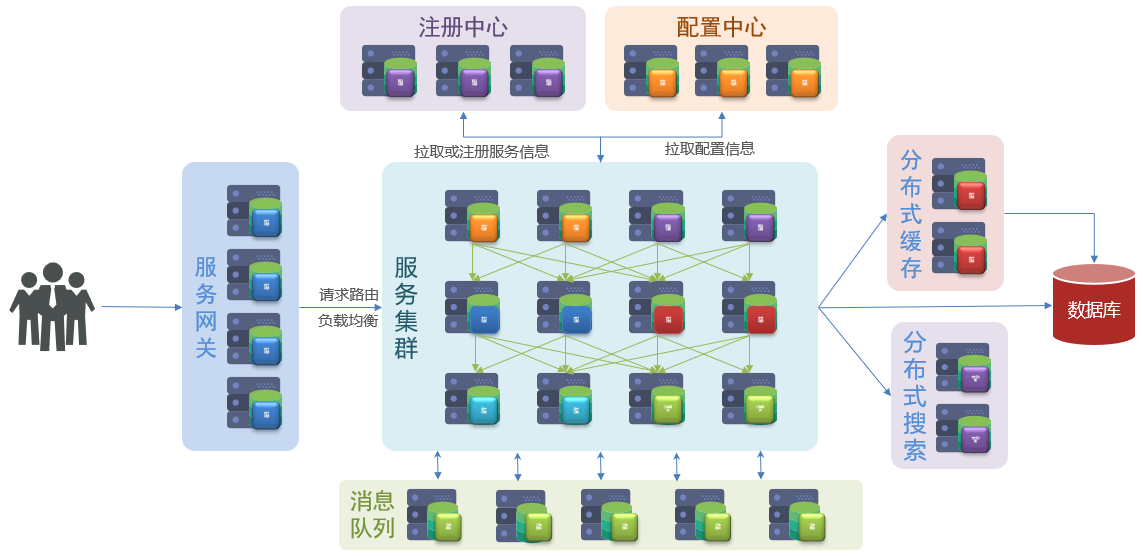 注册中心
配置中心
拉取或注册服务信息
拉取配置信息
服务网关
请求路由
负载均衡
服务集群
分布式缓存
数据库
分布式搜索
消息
队列